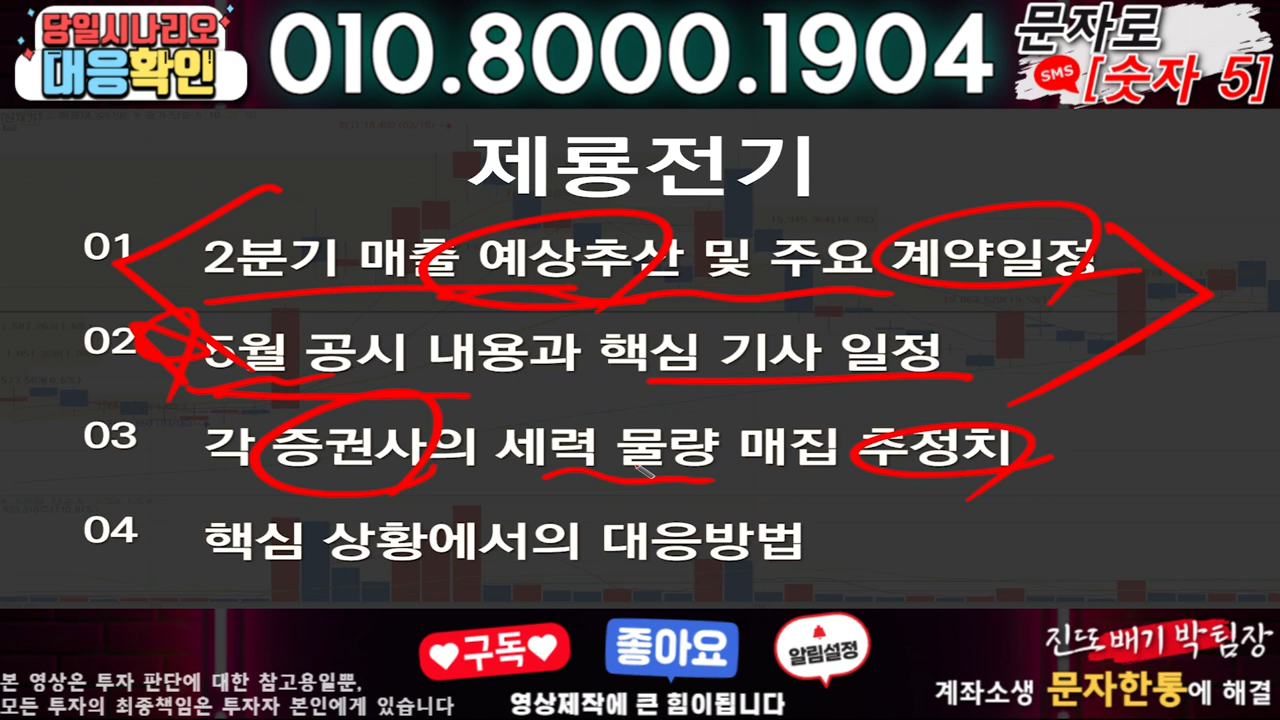 당일시나리오
대응확인
010.8000.1904
문자로
SMS
[숫자 5]
제룡전기
01 2분기 매출 예상추산 및 주요 계약일정
02 5월 공시 내용과 핵심 기사 일정
03 각 증권사의 세력 물량 매집 추정치
04 핵심 상황에서의 대응방법
구독
좋아요
알림설정
진또배기 박팀장
본 영상은 투자 판단에 대한 참고용일뿐,
모든 투자의 최종책임은 투자자 본인에게 있습니다
영상제작에 큰 힘이됩니다
계좌소생 문자한통에 해결